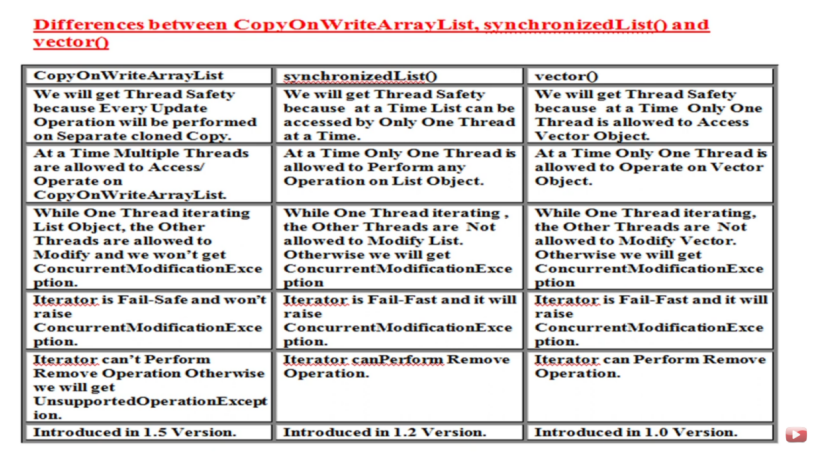 Differences between CopyOnWriteArrayList, synchronizedList() and
vector()
CopyOnWriteArrayList
We will get Thread Safety
because Every Update
Operation will be performed
on Separate cloned Copy.
At a Time Multiple Threads
are allowed to Access/
Operate on
CopyOnWriteArrayList.
While One Thread iterating
List Object, the Other
Threads are allowed to
Modify and we won't get
ConcurrentModificationExce
ption.
Iterator is Fail-Safe and won't
raise
ConcurrentModificationExce
ption.
Iterator can't Perform
Remove Operation Otherwise
we will get
UnsupportedOperationExcept
ion.
Introduced in 1.5 Version.
synchronizedList()
We will get Thread Safety
because at a Time List can be
accessed by Only One Thread
at a Time.
At a Time Only One Thread is
allowed to Perform any
Operation on List Object.
While One Thread iterating ,
the Other Threads are Not
allowed to Modify List.
Otherwise we will get
ConcurrentModificationExce
ption
Iterator is Fail-Fast and it will
raise
ConcurrentModificationExce
ption.
Iterator canPerform Remove
Operation.
Introduced in 1.2 Version.
vector()
We will get Thread Safety
because at a Time Only One
Thread is allowed to Access
Vector Object.
At a Time Only One Thread is
allowed to Operate on Vector
Object.
While One Thread iterating,
the Other Threads are Not
allowed to Modify Vector.
Otherwise we will get
ConcurrentModificationExce
ption
Iterator is Fail-Fast and it will
raise
ConcurrentModificationExce
ption.
Iterator can Perform Remove
Operation.
Introduced in 1.0 Version.